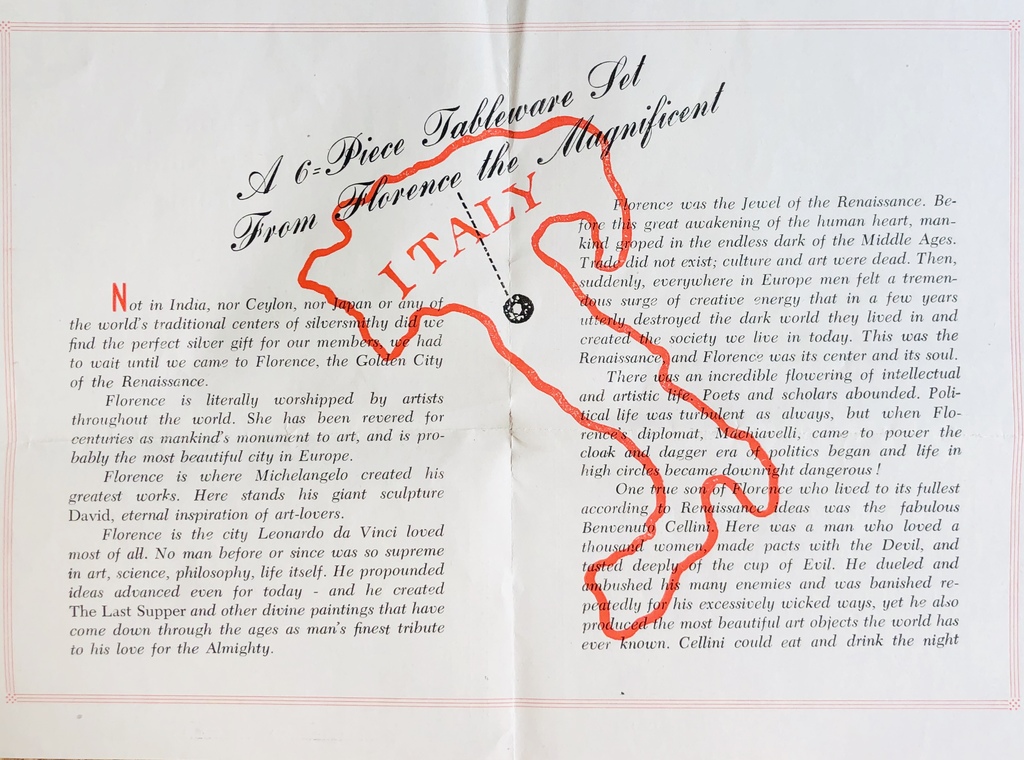 A 6=Piece Tableware Set
From Florence the Magnificent
ITALY
Not in India, nor Ceylon, nor Japan or any of
the world's traditional centers of silversmithy did we
find the perfect silver gift for our members, we had
to wait until we came to Florence, the Golden City
of the Renaissance.
Florence is literally worshipped by artists
throughout the world. She has been revered for
centuries as mankind's monument to art, and is pro-
bably the most beautiful city in Europe.
Florence is where Michelangelo created his
greatest works. Here stands his giant sculpture
David, eternal inspiration of art-lovers.
Florence is the city Leonardo da Vinci loved
most of all. No man before or since was so supreme
in art, science, philosophy, life itself. He propounded
ideas advanced even for today - and he created
The Last Supper and other divine paintings that have
come down through the ages as man's finest tribute
to his love for the Almighty.
Florence was the Jewel of the Renaissance. Be-
fore this great awakening of the human heart, man-
kind groped in the endless dark of the Middle Ages.
Trade did not exist; culture and art were dead. Then,
suddenly, everywhere in Europe men felt a tremen-
dous surge of creative energy that in a few years
utterly destroyed the dark world they lived in and
created the society we live in today. This was the
Renaissance, and Florence was its center and its soul.
There was an incredible flowering of intellectual
and artistic life. Poets and scholars abounded. Poli-
tical life was turbulent as always, but when Flo-
rence's diplomat, Machiavelli, came to power the
cloak and dagger era of politics began and life in
high circles became downright dangerous !
One true son of Florence who lived to its fullest
according to Renaissance ideas was the fabulous
Benvenuto Cellini. Here was a man who loved a
thousand women, made pacts with the Devil, and
tasted deeply of the cup of Evil. He dueled and
ambushed his many enemies and was banished re-
peatedly for his excessively wicked ways, yet he also
produced the most beautiful art objects the world has
ever known. Cellini could eat and drink the night